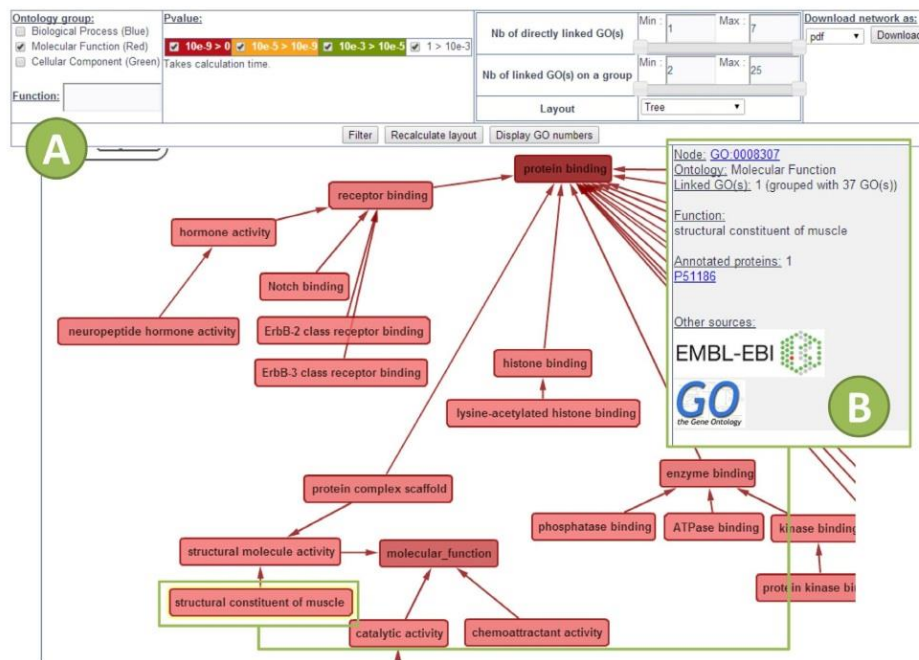 Ontology group:
Biological Process (Blue)
Molecular Function (Red)
Cellular Component (Green)
Function:
Pvalue:
10e-9 > 0
10e-5 > 10e-9
10e-3 > 10e-5
1 > 10e-3
Takes calculation time.
Nb of directly linked GO(s)
Min : 1 Max : 7
Nb of linked GO(s) on a group
Min : 2 Max : 25
Layout
Tree
Download network as:
pdf
Download
Filter
Recalculate layout
Display GO numbers
A
Node: GO:0008307
Ontology: Molecular Function
Linked GO(s): 1 (grouped with 37 GO(s))
Function:
structural constituent of muscle
Annotated proteins: 1
P51186
Other sources:
EMBL-EBI
GO
the Gene Ontology
B
protein binding
receptor binding
hormone activity
Notch binding
neuropeptide hormone activity
ErbB-2 class receptor binding
ErbB-3 class receptor binding
histone binding
lysine-acetylated histone binding
enzyme binding
protein complex scaffold
phosphatase binding
ATPase binding
kinase binding
structural molecule activity
molecular_function
protein kinase bin
structural constituent of muscle
catalytic activity
chemoattractant activity